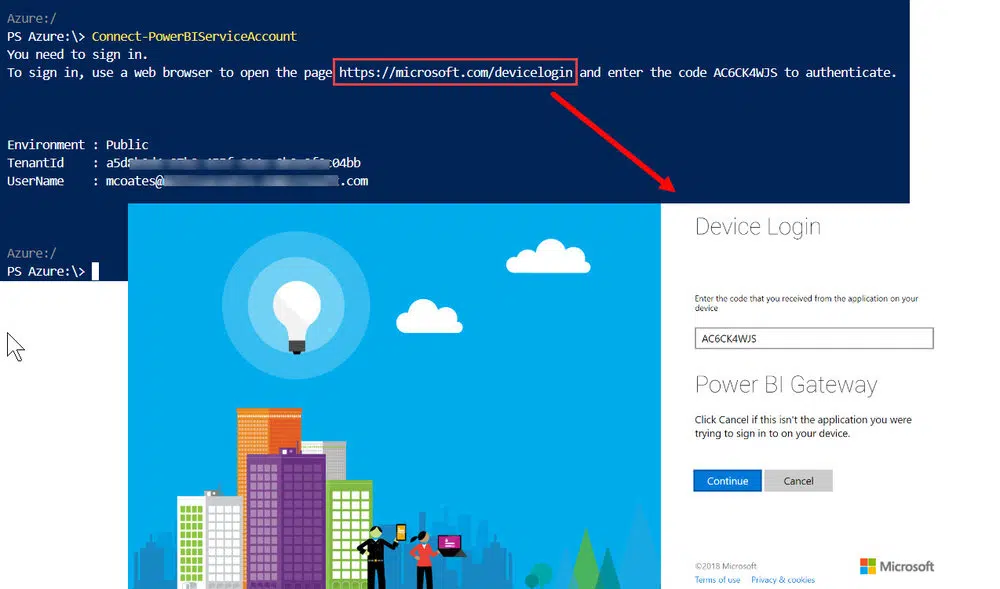 Azure:/
PS Azure:\> Connect-PowerBIServiceAccount
You need to sign in.
To sign in, use a web browser to open the page https://microsoft.com/devicelogin and enter the code AC6CK4WJS to authenticate.
Environment : Public
TenantId : a5d 04bb
UserName : mcoates@ .com
Azure:/
PS Azure:\>
Device Login
Enter the code that you received from the application on your
device
AC6CK4WJS
Power BI Gateway
Click Cancel if this isn't the application you were
trying to sign in to on your device.
Continue Cancel
©2018 Microsoft
Terms of use Privacy & cookies
Microsoft